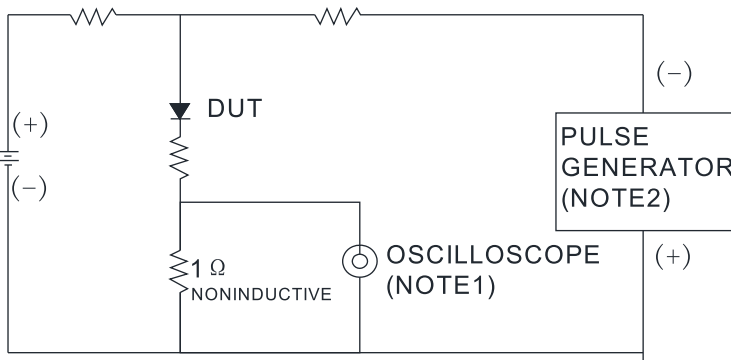 (+)
(−)
DUT
1 Ω
NONINDUCTIVE
OSCILLOSCOPE
(NOTE1)
(−)
PULSE
GENERATOR
(NOTE2)
(+)